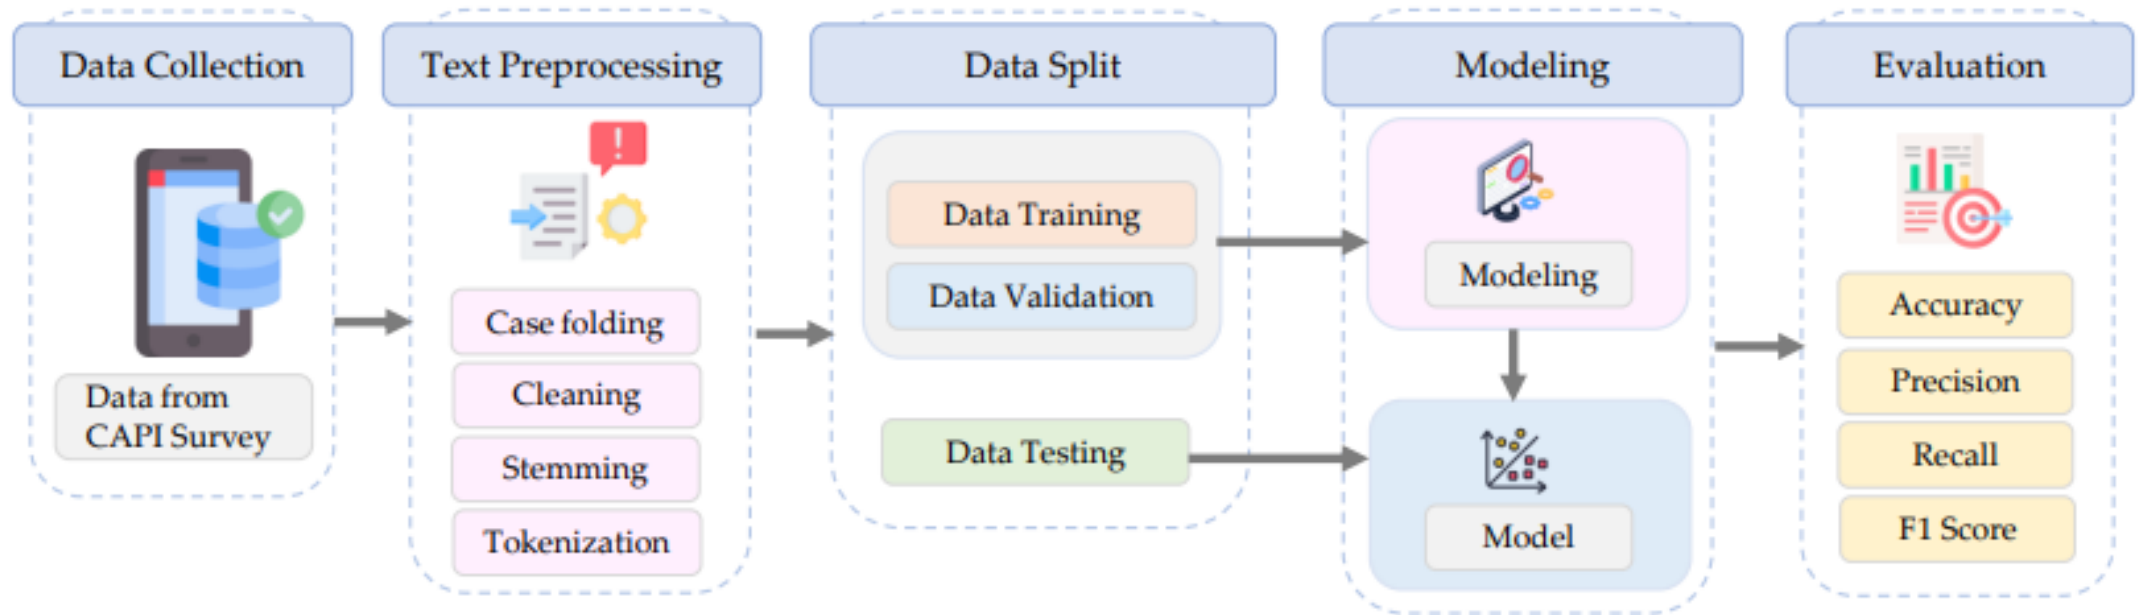 Data Collection
Data from
CAPI Survey
Text Preprocessing
!
Case folding
Cleaning
Stemming
Tokenization
Data Split
Data Training
Data Validation
Data Testing
Modeling
Modeling
Model
Evaluation
Accuracy
Precision
Recall
F1 Score